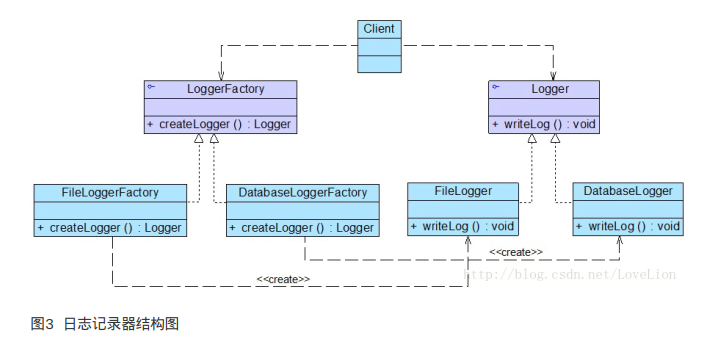 Client
LoggerFactory
+ createLogger () : Logger
Logger
+ writeLog () : void
FileLoggerFactory
+ createLogger () : Logger
DatabaseLoggerFactory
+ createLogger () : Logger
FileLogger
+ writeLog () : void
DatabaseLogger
+ writeLog () : void
<<create>>
<<create>>
http://blog.csdn.net/LoveLion
图3 日志记录器结构图